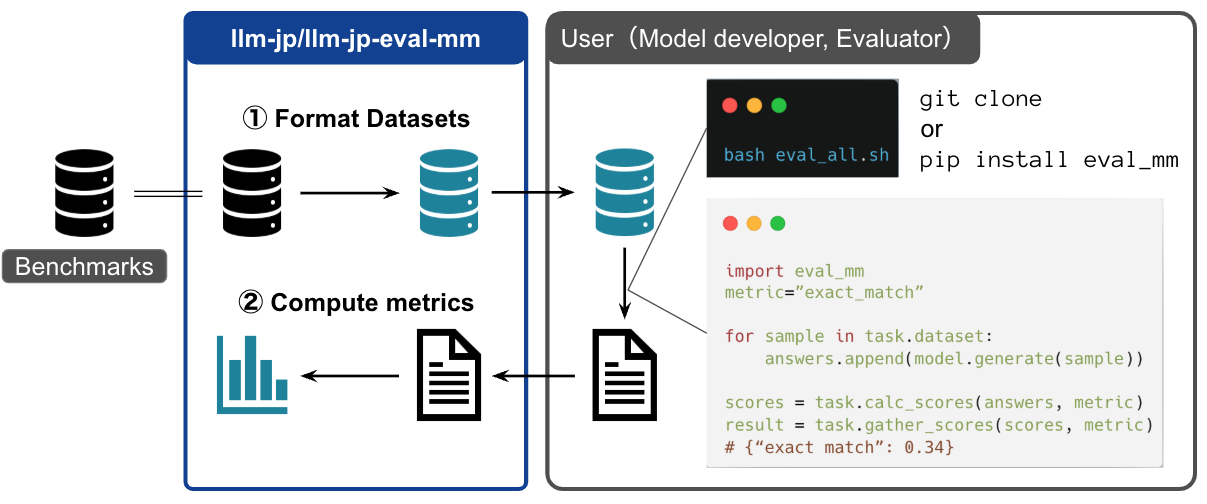 llm-jp/llm-jp-eval-mm
User（Model developer, Evaluator）
① Format Datasets
Benchmarks
② Compute metrics
bash eval_all.sh
git clone
or
pip install eval_mm
import eval_mm
metric=”exact_match”
for sample in task.dataset:
    answers.append(model.generate(sample))
scores = task.calc_scores(answers, metric)
result = task.gather_scores(scores, metric)
# {“exact match”: 0.34}